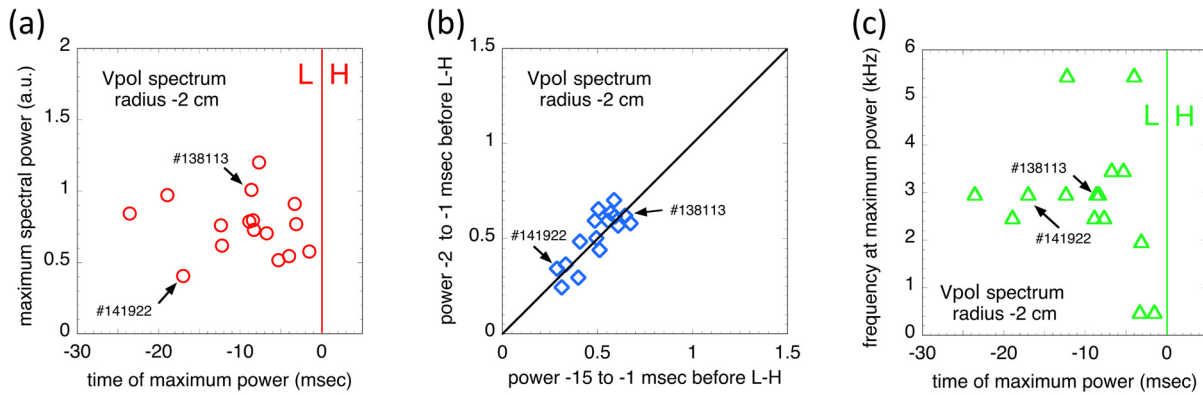 (a)
2
1.5
1
0.5
0
-30
-20
-10
0
maximum spectral power (a.u.)
time of maximum power (msec)
Vpol spectrum
radius -2 cm
L H
#138113
#141922
(b)
1.5
1
0.5
0
0
0.5
1
1.5
power -2 to -1 msec before L-H
power -15 to -1 msec before L-H
Vpol spectrum
radius -2 cm
#138113
#141922
(c)
6
5
4
3
2
1
0
-30
-20
-10
0
frequency at maximum power (kHz)
time of maximum power (msec)
L H
#138113
#141922
Vpol spectrum
radius -2 cm